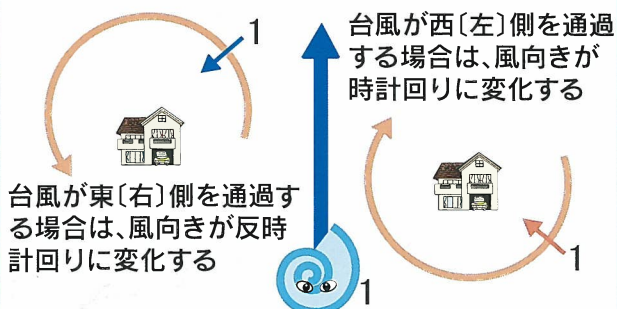 1
台風が西〔左〕側を通過
する場合は、風向きが
時計回りに変化する
台風が東〔右〕側を通過す
る場合は、風向きが反時
計回りに変化する
1
1